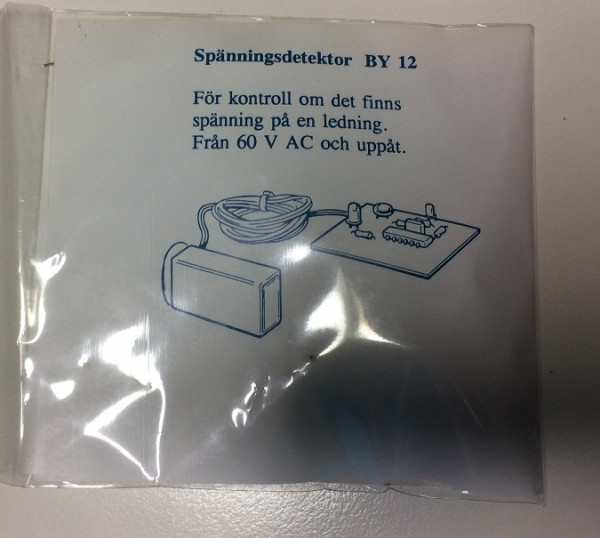 Spänningsdetektor BY 12
För kontroll om det finns
spänning på en ledning.
Från 60 V AC och uppåt.